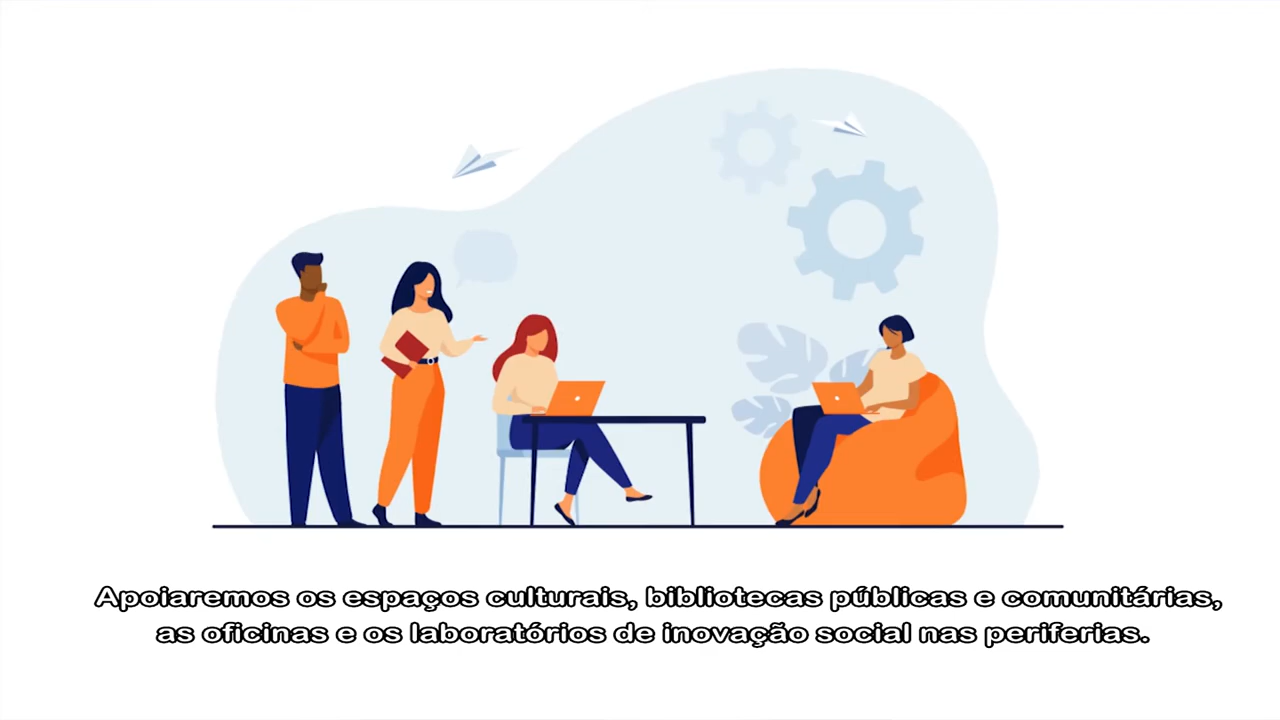 Apoiaremos os espaços culturais, bibliotecas públicas e comunitárias,
as oficinas e os laboratórios de inovação social nas periferias.